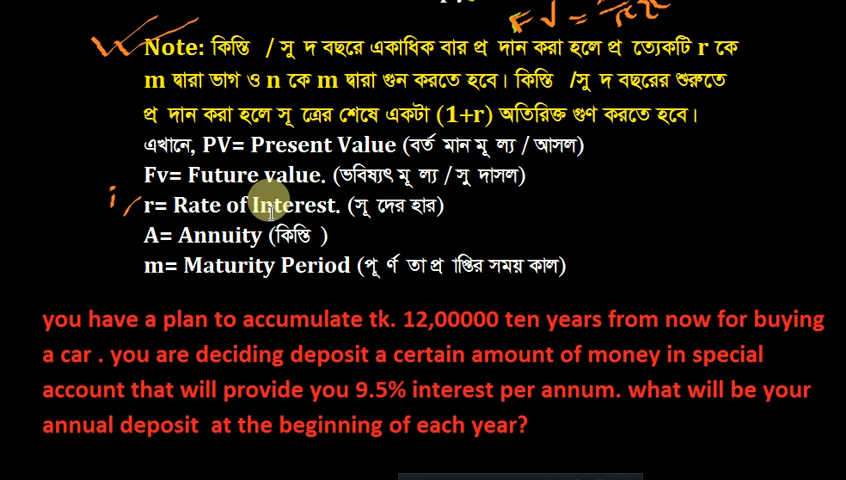 FV =
Note: কিস্তি / সুদ বছরে একাধিক বার প্রদান করা হলে প্রত্যেকটি r কে
m দ্বারা ভাগ ও n কে m দ্বারা গুন করতে হবে। কিস্তি /সুদ বছরের শুরুতে
প্রদান করা হলে সূত্রের শেষে একটা (1+r) অতিরিক্ত গুণ করতে হবে।
এখানে, PV= Present Value (বর্তমান মূল্য / আসল)
Fv= Future value. (ভবিষ্যৎ মূল্য / সুদাসল)
i, r= Rate of Interest. (সূদের হার)
A= Annuity (কিস্তি )
m= Maturity Period (পূর্ণতা প্রাপ্তির সময় কাল)
you have a plan to accumulate tk. 12,00000 ten years from now for buying
a car . you are deciding deposit a certain amount of money in special
account that will provide you 9.5% interest per annum. what will be your
annual deposit at the beginning of each year?